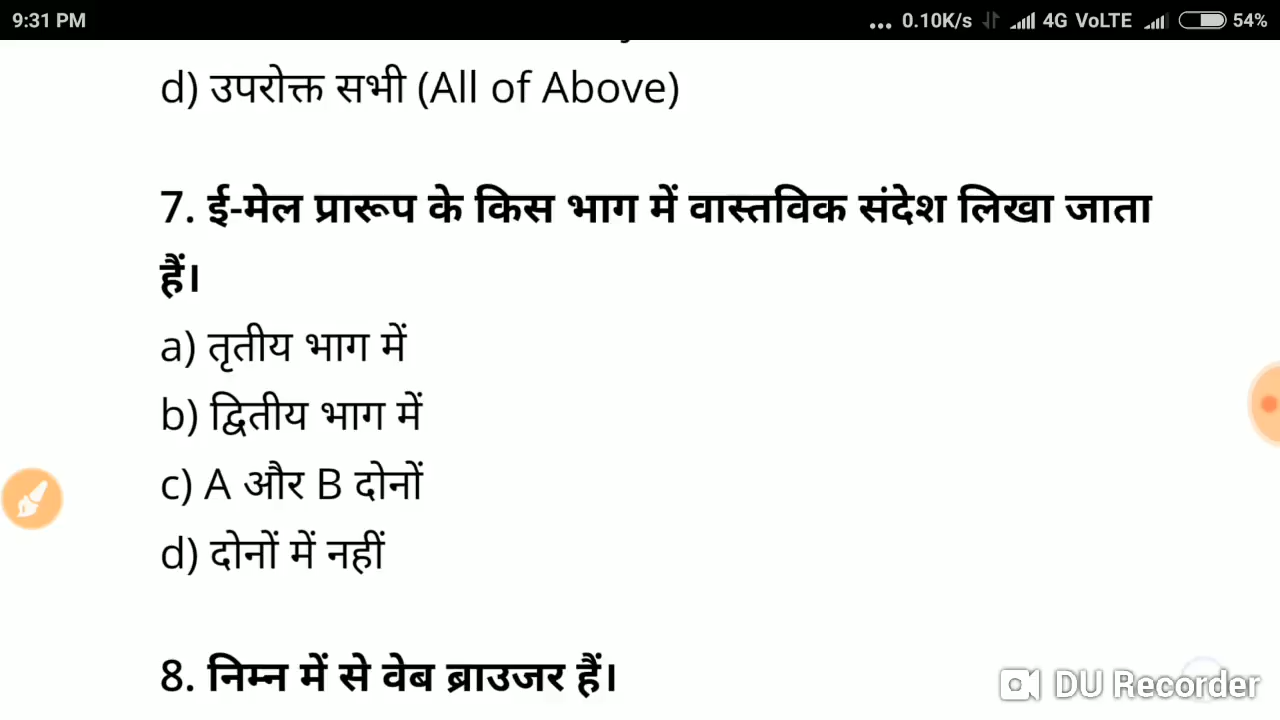 9:31 PM ... 0.10K/s 4G VoLTE 54%
d) उपरोक्त सभी (All of Above)
7. ई-मेल प्रारूप के किस भाग में वास्तविक संदेश लिखा जाता
हैं।
a) तृतीय भाग में
b) द्वितीय भाग में
c) A और B दोनों
d) दोनों में नहीं
8. निम्न में से वेब ब्राउजर हैं।
DU Recorder